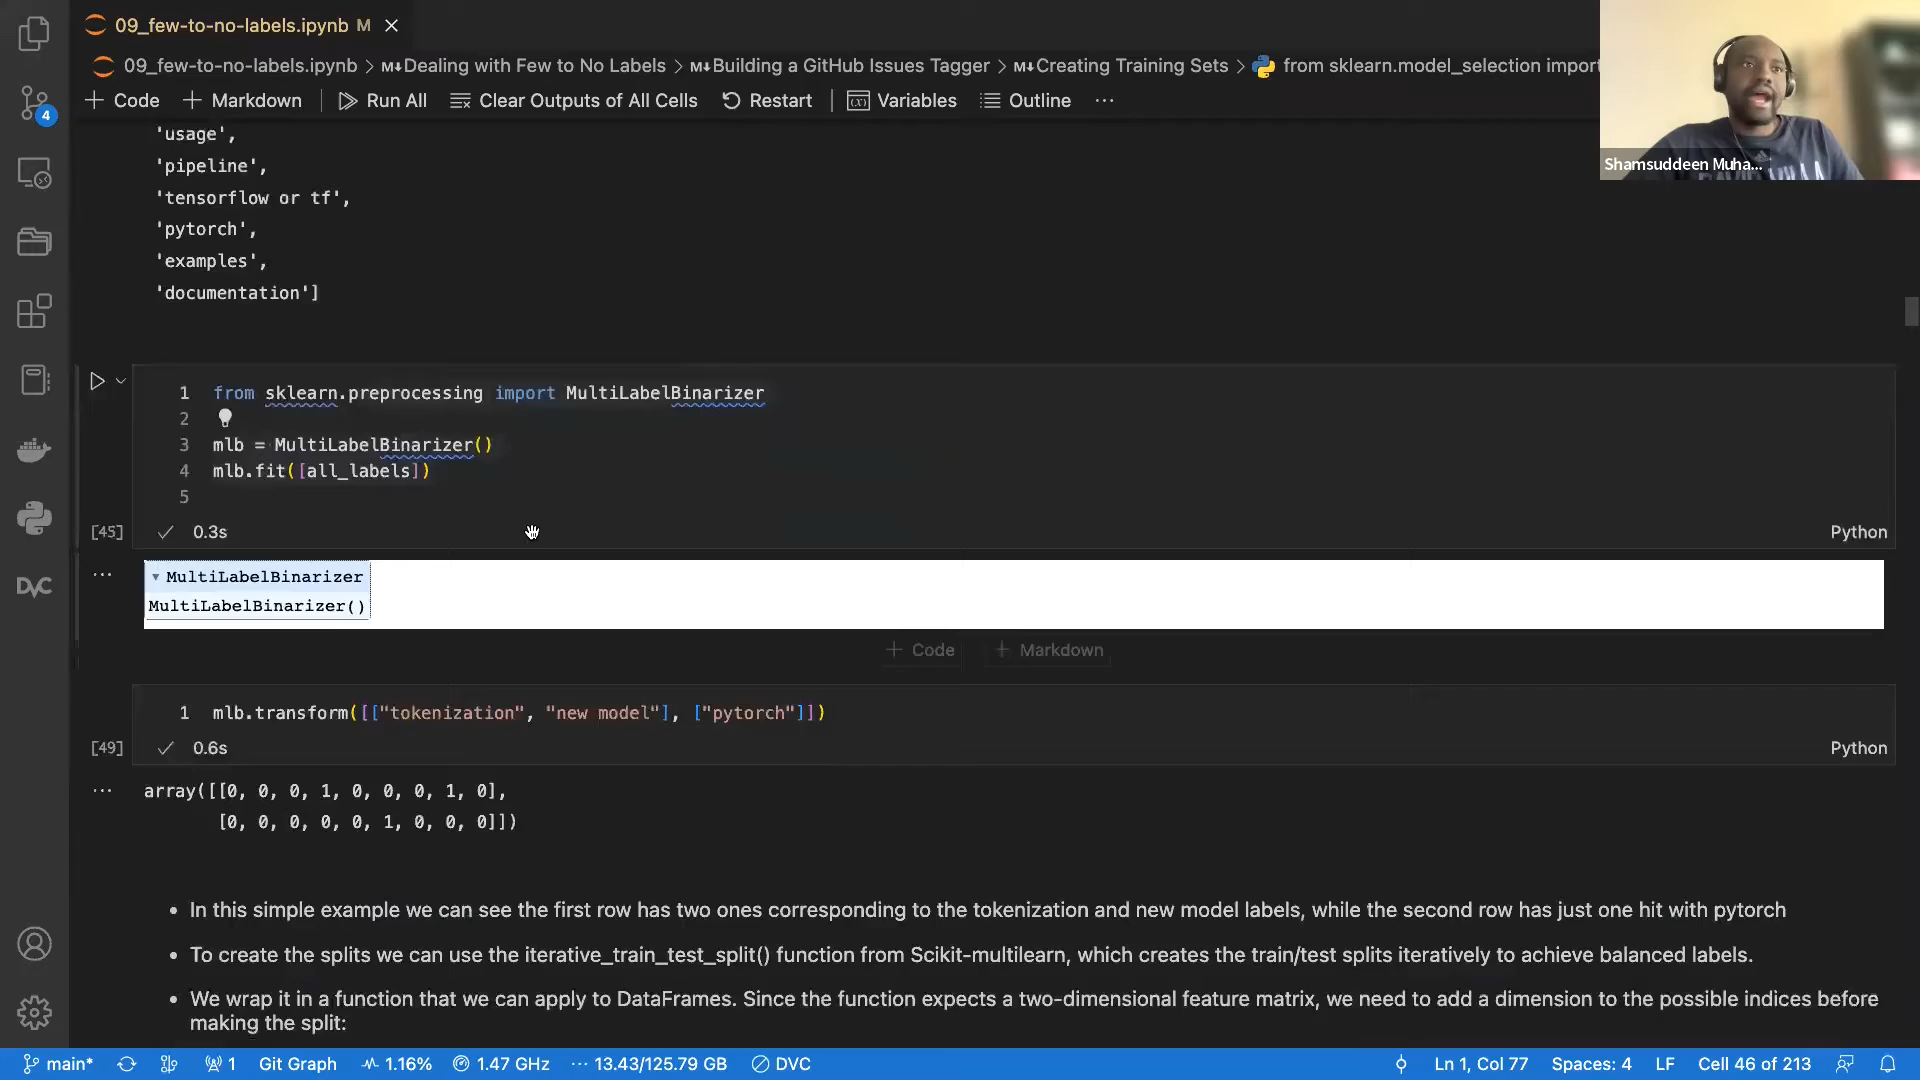 09_few-to-no-labels.ipynb M
09_few-to-no-labels.ipynb > M↓Dealing with Few to No Labels > M↓Building a GitHub Issues Tagger > M↓Creating Training Sets > from sklearn.model_selection import
+ Code + Markdown Run All Clear Outputs of All Cells Restart Variables Outline ...
Shamsuddeen Muha...
4
'usage',
'pipeline',
'tensorflow or tf',
'pytorch',
'examples',
'documentation']
1 from sklearn.preprocessing import MultiLabelBinarizer
2
3 mlb = MultiLabelBinarizer()
4 mlb.fit([all_labels])
5
[45] 0.3s Python
MultiLabelBinarizer
MultiLabelBinarizer()
+ Code + Markdown
DVC
1 mlb.transform([["tokenization", "new model"], ["pytorch"]])
[49] 0.6s Python
array([[0, 0, 0, 1, 0, 0, 0, 1, 0],
[0, 0, 0, 0, 0, 1, 0, 0, 0]])
• In this simple example we can see the first row has two ones corresponding to the tokenization and new model labels, while the second row has just one hit with pytorch
• To create the splits we can use the iterative_train_test_split() function from Scikit-multilearn, which creates the train/test splits iteratively to achieve balanced labels.
• We wrap it in a function that we can apply to DataFrames. Since the function expects a two-dimensional feature matrix, we need to add a dimension to the possible indices before
making the split:
main* 1 Git Graph 1.16% 1.47 GHz ... 13.43/125.79 GB DVC Ln 1, Col 77 Spaces: 4 LF Cell 46 of 213